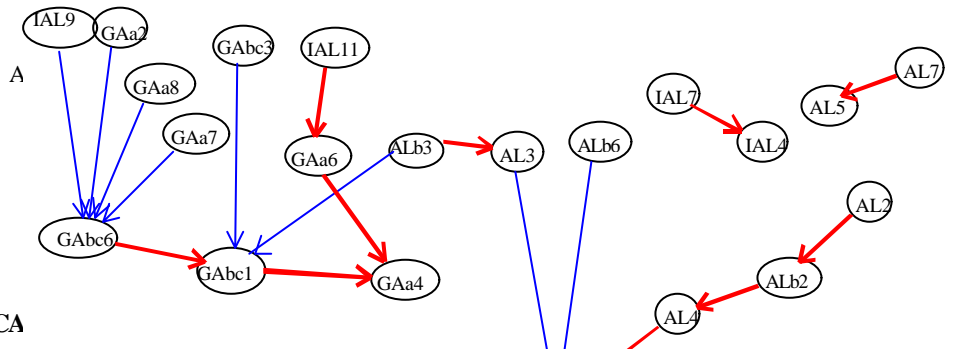 IAL9
GAa2
GAbc3
IAL11
A
GAa8
IAL7
AL5
AL7
GAa7
GAa6
ALb3
AL3
ALb6
IAL4
GAbc6
GAbc1
GAa4
AL2
ALb2
AL4
CA